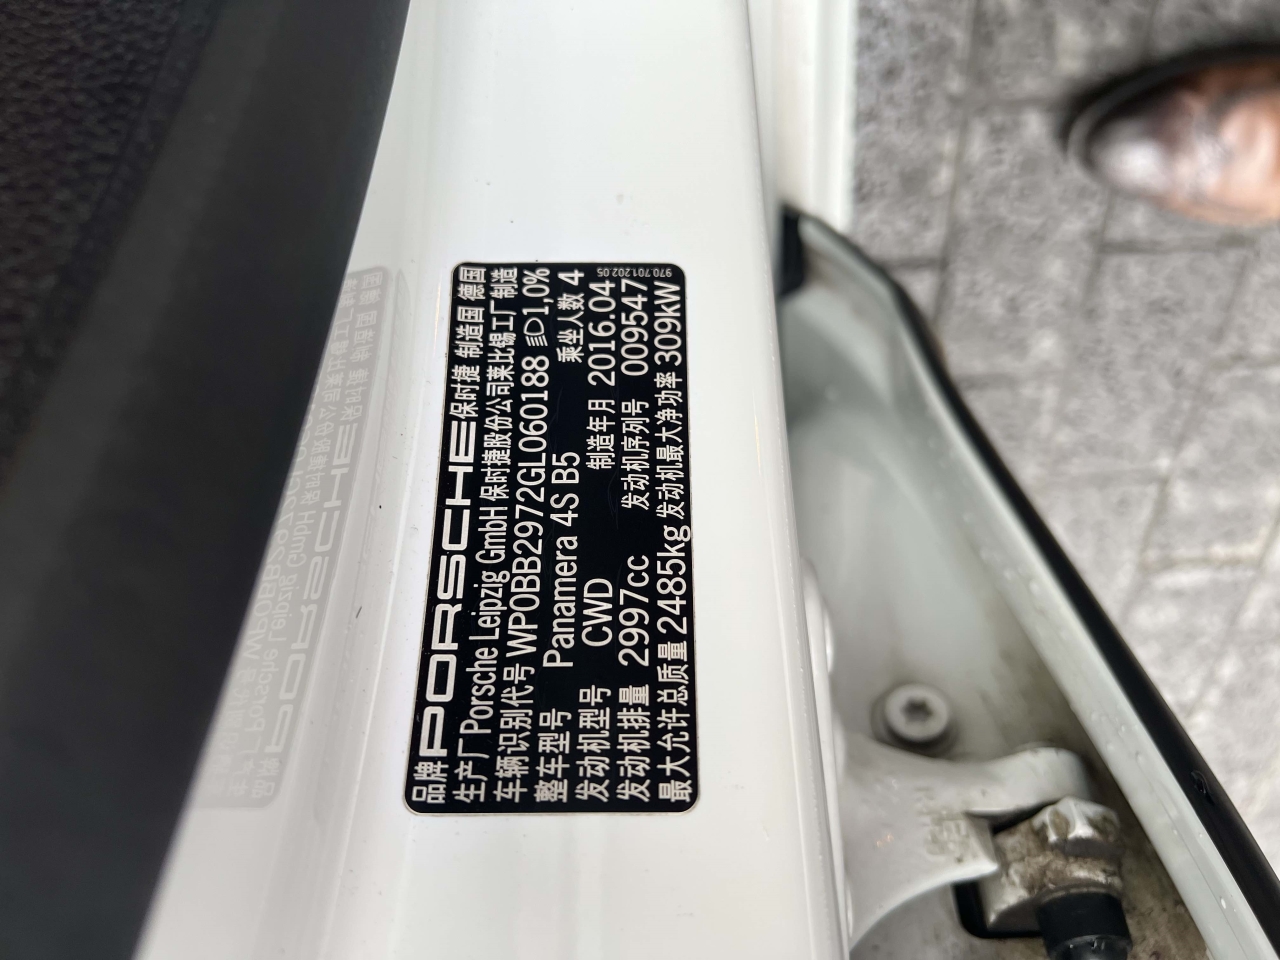 品牌 PORSCHE 保时捷 制造国 德国
生产厂 Porsche Leipzig GmbH 保时捷股份公司莱比锡工厂制造
车辆识别代号 WP0BB2972GL060188 1,0%
整车型号 Panamera 4S B5 乘坐人数 4
发动机型号 CWD 制造年月 2016.04
发动机排量 2997cc 发动机序列号 009547
最大允许总质量 2485kg 发动机最大净功率 309kW
970.701.202.05